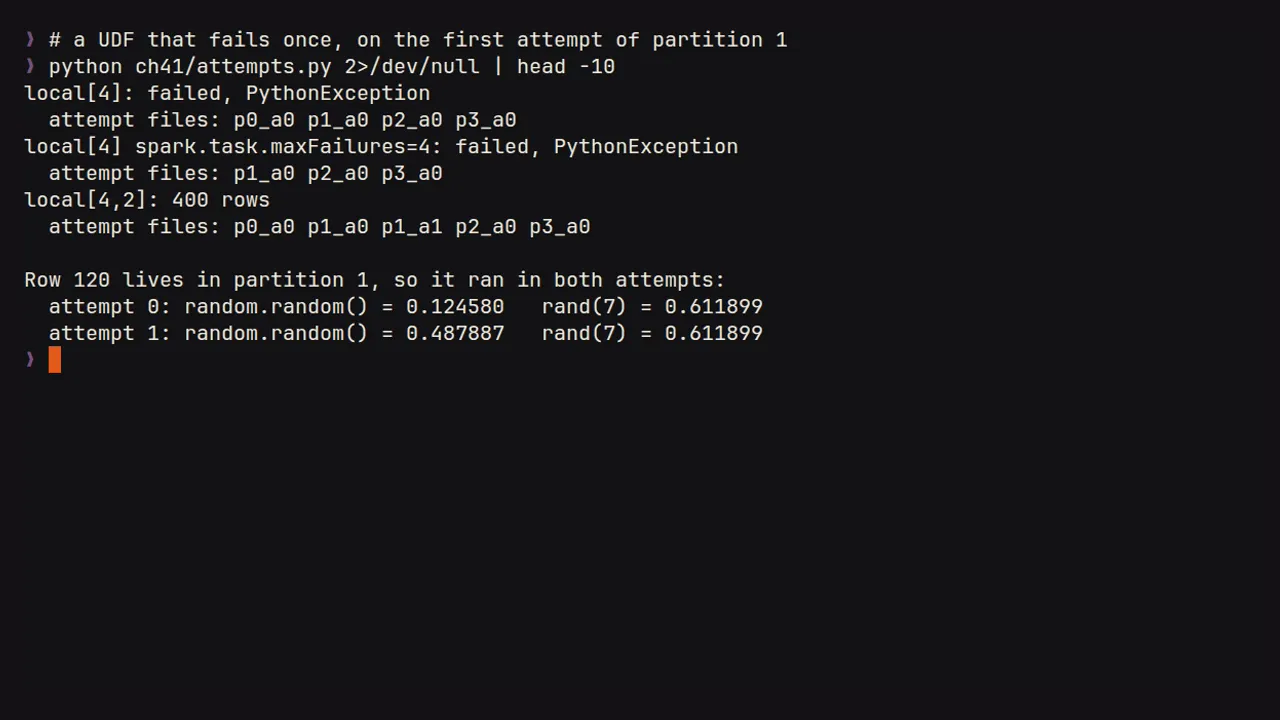 ❯ # a UDF that fails once, on the first attempt of partition 1
❯ python ch41/attempts.py 2>/dev/null | head -10
local[4]: failed, PythonException
  attempt files: p0_a0 p1_a0 p2_a0 p3_a0
local[4] spark.task.maxFailures=4: failed, PythonException
  attempt files: p1_a0 p2_a0 p3_a0
local[4,2]: 400 rows
  attempt files: p0_a0 p1_a0 p1_a1 p2_a0 p3_a0

Row 120 lives in partition 1, so it ran in both attempts:
  attempt 0: random.random() = 0.124580   rand(7) = 0.611899
  attempt 1: random.random() = 0.487887   rand(7) = 0.611899
❯